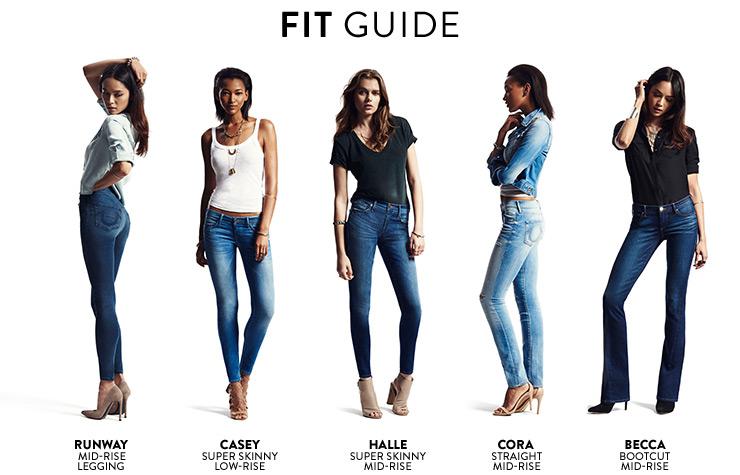 FIT GUIDE
RUNWAY
MID-RISE
LEGGING
CASEY
SUPER SKINNY
LOW-RISE
HALLE
SUPER SKINNY
MID-RISE
CORA
STRAIGHT
MID-RISE
BECCA
BOOTCUT
MID-RISE